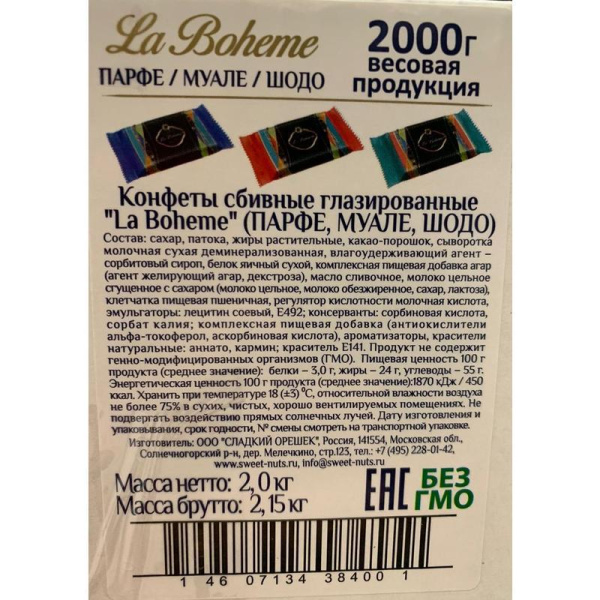 La Boheme
ПАРФЕ / МУАЛЕ / ШОДО
2000г
весовая
продукция
Конфеты сбивные глазированные
"La Boheme" (ПАРФЕ, МУАЛЕ, ШОДО)
Состав: сахар, патока, жиры растительные, какао-порошок, сыворотка
молочная сухая деминерализованная, влагоудерживающий агент –
сорбитовый сироп, белок яичный сухой, комплексная пищевая добавка агар
(агент желирующий агар, декстроза), масло сливочное, молоко цельное
сгущенное с сахаром (молоко цельное, молоко обезжиренное, сахар, лактоза),
клетчатка пищевая пшеничная, регулятор кислотности молочная кислота,
эмульгаторы: лецитин соевый, Е492; консерванты: сорбиновая кислота,
сорбат калия; комплексная пищевая добавка (антиокислители
альфа-токоферол, аскорбиновая кислота), ароматизаторы, красители
натуральные: аннато, кармин; краситель Е141. Продукт не содержит
генно-модифицированных организмов (ГМО). Пищевая ценность 100 г
продукта (среднее значение): белки – 3,0 г, жиры – 24 г, углеводы – 55 г.
Энергетическая ценность 100 г продукта (среднее значение):1870 кДж / 450
ккал. Хранить при температуре 18 (±3) °С, относительной влажности воздуха
не более 75% в сухих, чистых, хорошо вентилируемых помещениях. Не
подвергать воздействию прямых солнечных лучей. Дату изготовления и
упаковывания, срок годности, № смены смотреть на транспортной упаковке.
Изготовитель: ООО "СЛАДКИЙ ОРЕШЕК", Россия, 141554, Московская обл.,
Солнечногорский р-н, дер. Мелечкино, стр.123, тел.: +7 (495) 228-01-42,
www.sweet-nuts.ru, info@sweet-nuts.ru
Масса нетто: 2,0 кг
Масса брутто: 2,15 кг
ЕАС
БЕЗ
ГМО
1 46 07134 38400 1